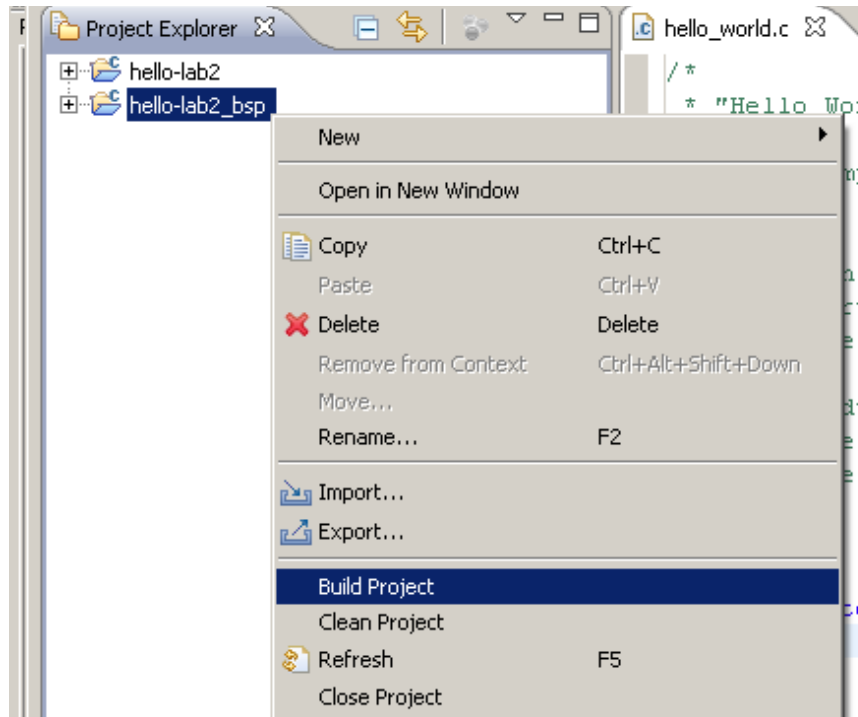 Project Explorer
hello_world.c
hello-lab2
hello-lab2_bsp
/*
* "Hello Wor
New
Open in New Window
Copy Ctrl+C
Paste Ctrl+V
Delete Delete
Remove from Context Ctrl+Alt+Shift+Down
Move...
Rename... F2
Import...
Export...
Build Project
Clean Project
Refresh F5
Close Project